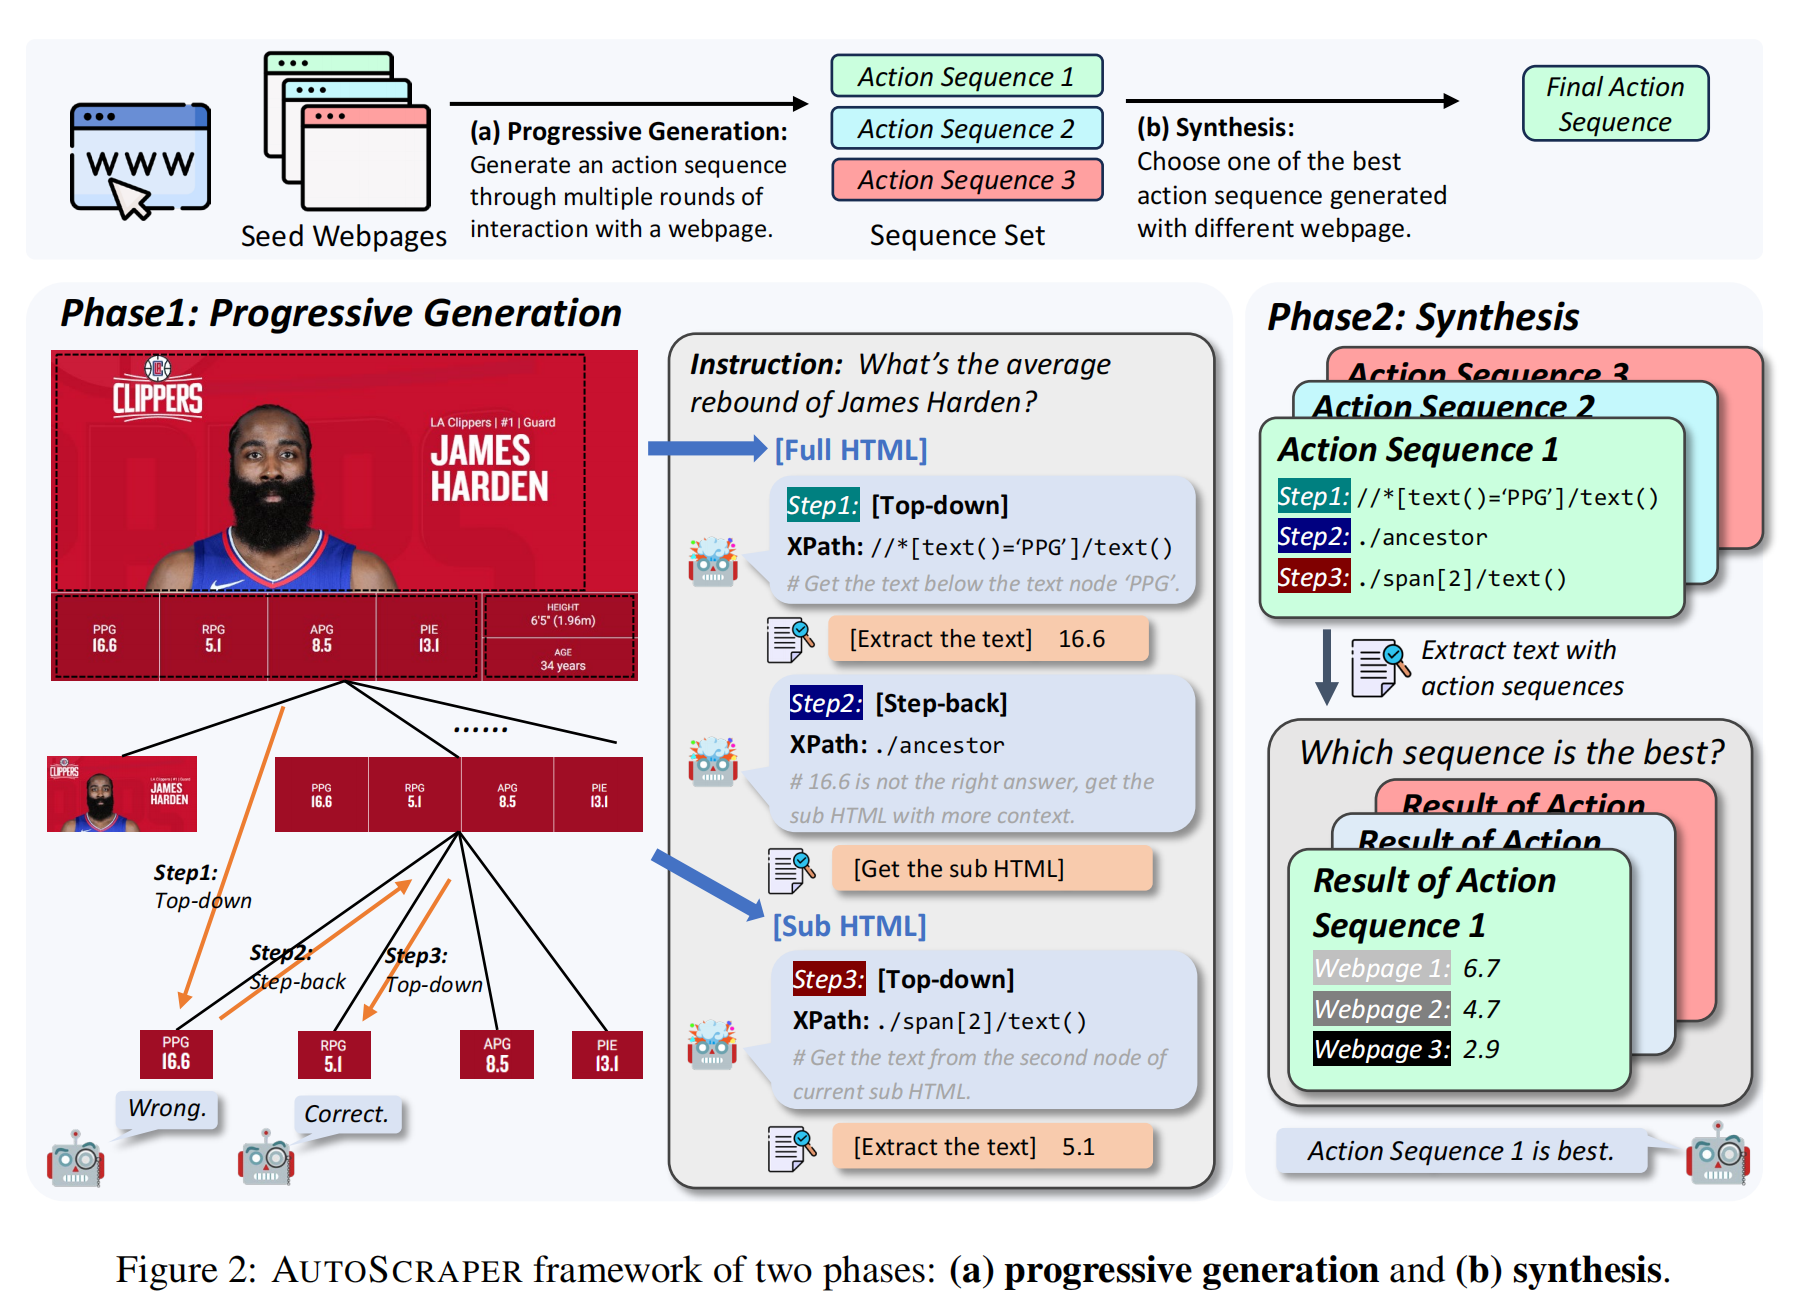 WWW
Seed Webpages
(a) Progressive Generation:
Generate an action sequence
through multiple rounds of
interaction with a webpage.
Action Sequence 1
Action Sequence 2
Action Sequence 3
Sequence Set
(b) Synthesis:
Choose one of the best
action sequence generated
with different webpage.
Final Action
Sequence
Phase1: Progressive Generation
CLIPPERS
LA Clippers | #1 | Guard
JAMES
HARDEN
PPG
16.6
RPG
5.1
APG
8.5
PIE
13.1
HEIGHT
6'5" (1.96m)
AGE
34 years
......
CLIPPERS
LA Clippers | #1 | Guard
JAMES
HARDEN
PPG
16.6
RPG
5.1
APG
8.5
PIE
13.1
Step1:
Top-down
Step2:
Step-back
Step3:
Top-down
PPG
16.6
RPG
5.1
APG
8.5
PIE
13.1
Wrong.
Correct.
Instruction: What's the average
rebound of James Harden?
[Full HTML]
Step1: [Top-down]
XPath: //*[text()='PPG']/text()
# Get the text below the text node 'PPG'.
[Extract the text] 16.6
Step2: [Step-back]
XPath: ./ancestor
# 16.6 is not the right answer, get the
sub HTML with more context.
[Get the sub HTML]
[Sub HTML]
Step3: [Top-down]
XPath: ./span[2]/text()
# Get the text from the second node of
current sub HTML.
[Extract the text] 5.1
Phase2: Synthesis
Action Sequence 3
Action Sequence 2
Action Sequence 1
Step1: //*[text()='PPG']/text()
Step2: ./ancestor
Step3: ./span[2]/text()
Extract text with
action sequences
Which sequence is the best?
Result of Action
Result of Action
Result of Action
Sequence 1
Webpage 1: 6.7
Webpage 2: 4.7
Webpage 3: 2.9
Action Sequence 1 is best.
Figure 2: AUTOSCRAPER framework of two phases: (a) progressive generation and (b) synthesis.